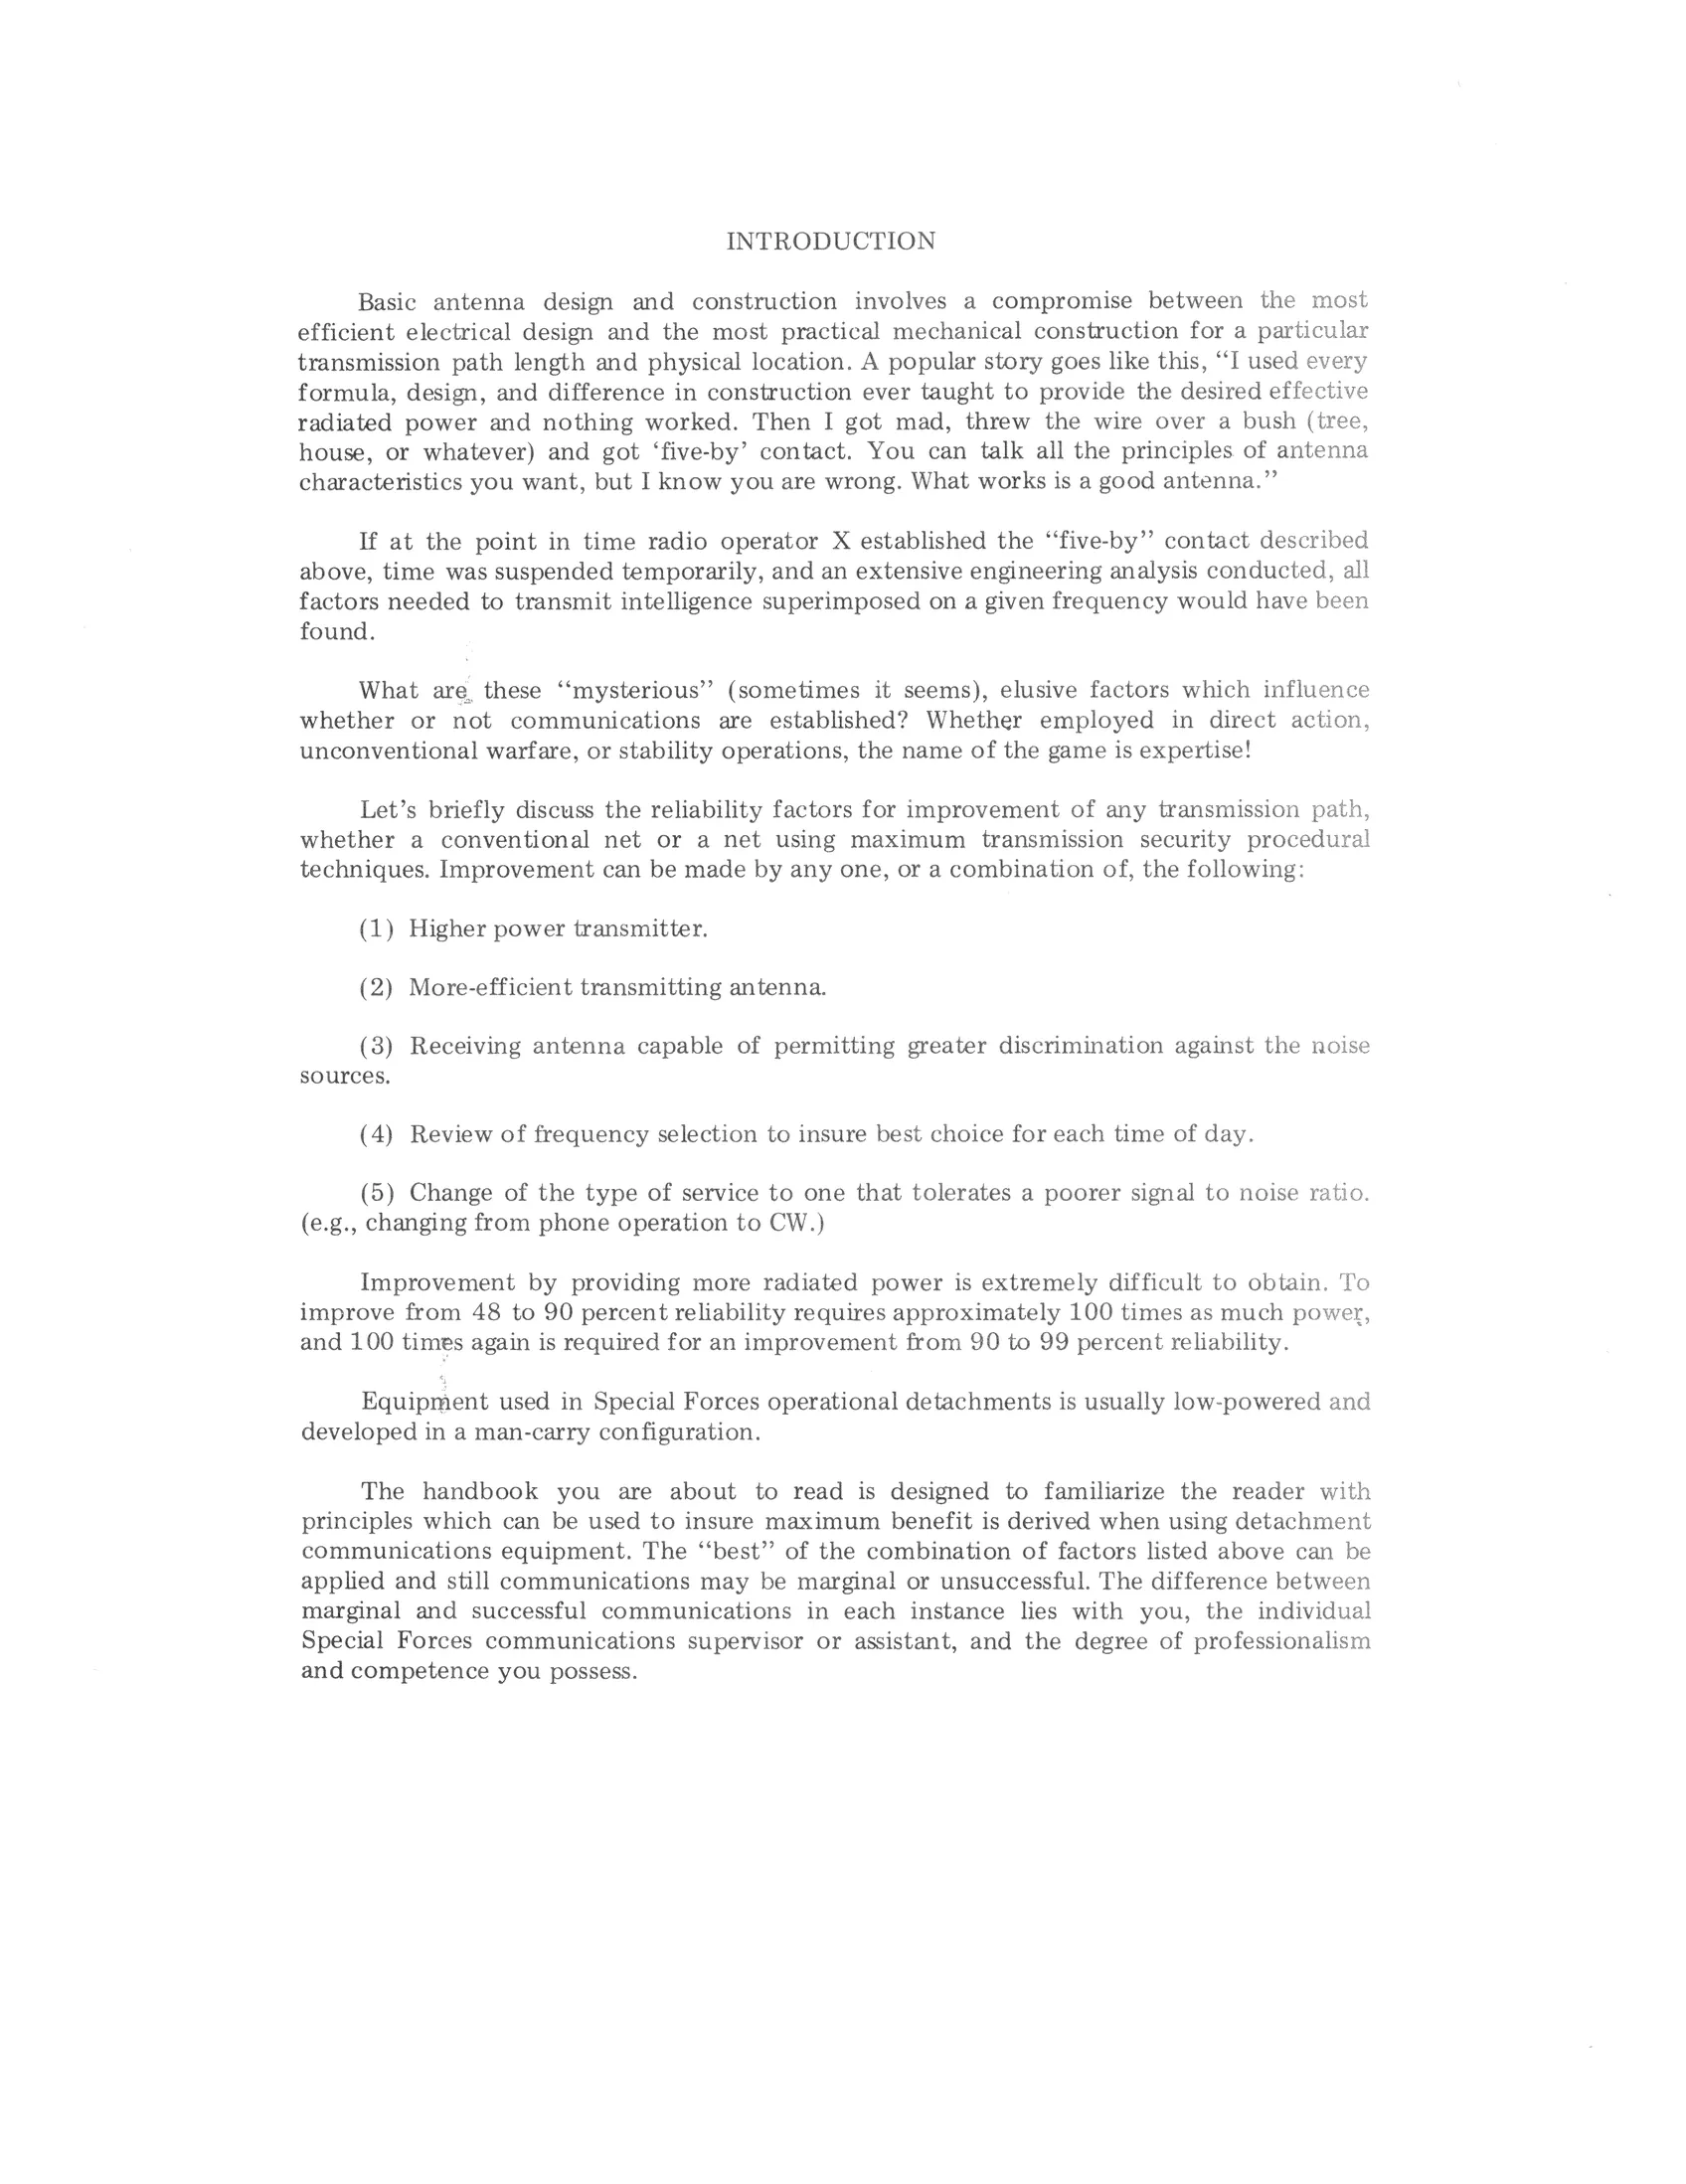 INTRODUCTION
Basic antenna design and construction involves a compromise between the most
efficient electrical design and the most practical mechanical construction for a particular
transmission path length and physical location. A popular story goes like this, “I used every
formula, design, and difference in construction ever taught to provide the desired effective
radiated power and nothing worked. Then I got mad, threw the wire over a bush (tree,
house, or whatever) and got ‘five-by’ contact. You can talk all the principles of antenna
characteristics you want, but I know you are wrong. What works is a good antenna.”
If at the point in time radio operator X established the “five-by” contact described
above, time was suspended temporarily, and an extensive engineering analysis conducted, all
factors needed to transmit intelligence superimposed on a given frequency would have been
found.
What are these “mysterious” (sometimes it seems), elusive factors which influence
whether or not communications are established? Whether employed in direct action,
unconventional warfare, or stability operations, the name of the game is expertise!
Let’s briefly discuss the reliability factors for improvement of any transmission path,
whether a conventional net or a net using maximum transmission security procedural
techniques. Improvement can be made by any one, or a combination of, the following:
(1) Higher power transmitter.
(2) More-efficient transmitting antenna.
(3) Receiving antenna capable of permitting greater discrimination against the noise
sources.
(4) Review of frequency selection to insure best choice for each time of day.
(5) Change of the type of service to one that tolerates a poorer signal to noise ratio.
(e.g., changing from phone operation to CW.)
Improvement by providing more radiated power is extremely difficult to obtain. To
improve from 48 to 90 percent reliability requires approximately 100 times as much power,
and 100 times again is required for an improvement from 90 to 99 percent reliability.
Equipment used in Special Forces operational detachments is usually low-powered and
developed in a man-carry configuration.
The handbook you are about to read is designed to familiarize the reader with
principles which can be used to insure maximum benefit is derived when using detachment
communications equipment. The “best” of the combination of factors listed above can be
applied and still communications may be marginal or unsuccessful. The difference between
marginal and successful communications in each instance lies with you, the individual
Special Forces communications supervisor or assistant, and the degree of professionalism
and competence you possess.